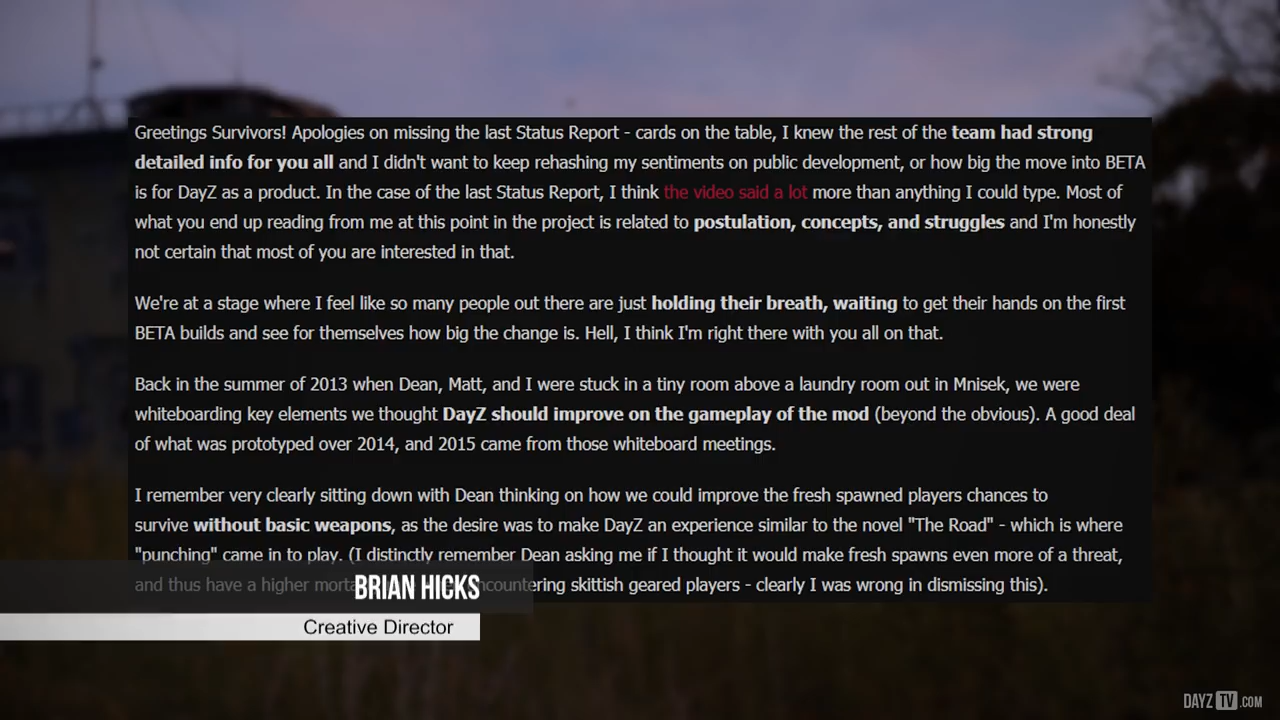 Greetings Survivors! Apologies on missing the last Status Report - cards on the table, I knew the rest of the team had strong
detailed info for you all and I didn't want to keep rehashing my sentiments on public development, or how big the move into BETA
is for DayZ as a product. In the case of the last Status Report, I think the video said a lot more than anything I could type. Most of
what you end up reading from me at this point in the project is related to postulation, concepts, and struggles and I'm honestly
not certain that most of you are interested in that.
We're at a stage where I feel like so many people out there are just holding their breath, waiting to get their hands on the first
BETA builds and see for themselves how big the change is. Hell, I think I'm right there with you all on that.
Back in the summer of 2013 when Dean, Matt, and I were stuck in a tiny room above a laundry room out in Mnisek, we were
whiteboarding key elements we thought DayZ should improve on the gameplay of the mod (beyond the obvious). A good deal
of what was prototyped over 2014, and 2015 came from those whiteboard meetings.
I remember very clearly sitting down with Dean thinking on how we could improve the fresh spawned players chances to
survive without basic weapons, as the desire was to make DayZ an experience similar to the novel "The Road" - which is where
"punching" came in to play. (I distinctly remember Dean asking me if I thought it would make fresh spawns even more of a threat,
and thus have a higher skittish geared players - clearly I was wrong in dismissing this).
BRIAN HICKS
Creative Director
DAYZ TV .COM